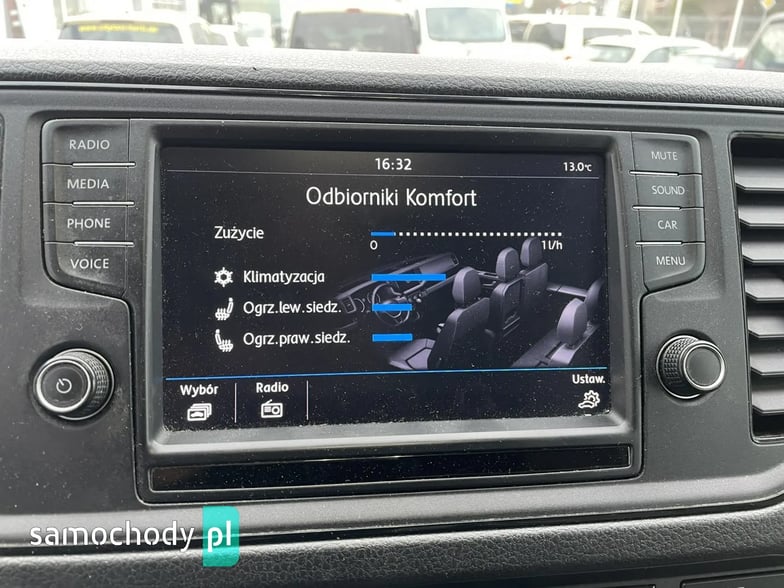 RADIO
MEDIA
PHONE
VOICE
MUTE
SOUND
CAR
MENU
16:32
13.0°C
Odbiorniki Komfort
Zużycie
0
1 l/h
Klimatyzacja
Ogrz.lew.siedz.
Ogrz.praw.siedz.
Wybór
Radio
Ustaw.
samochody pl